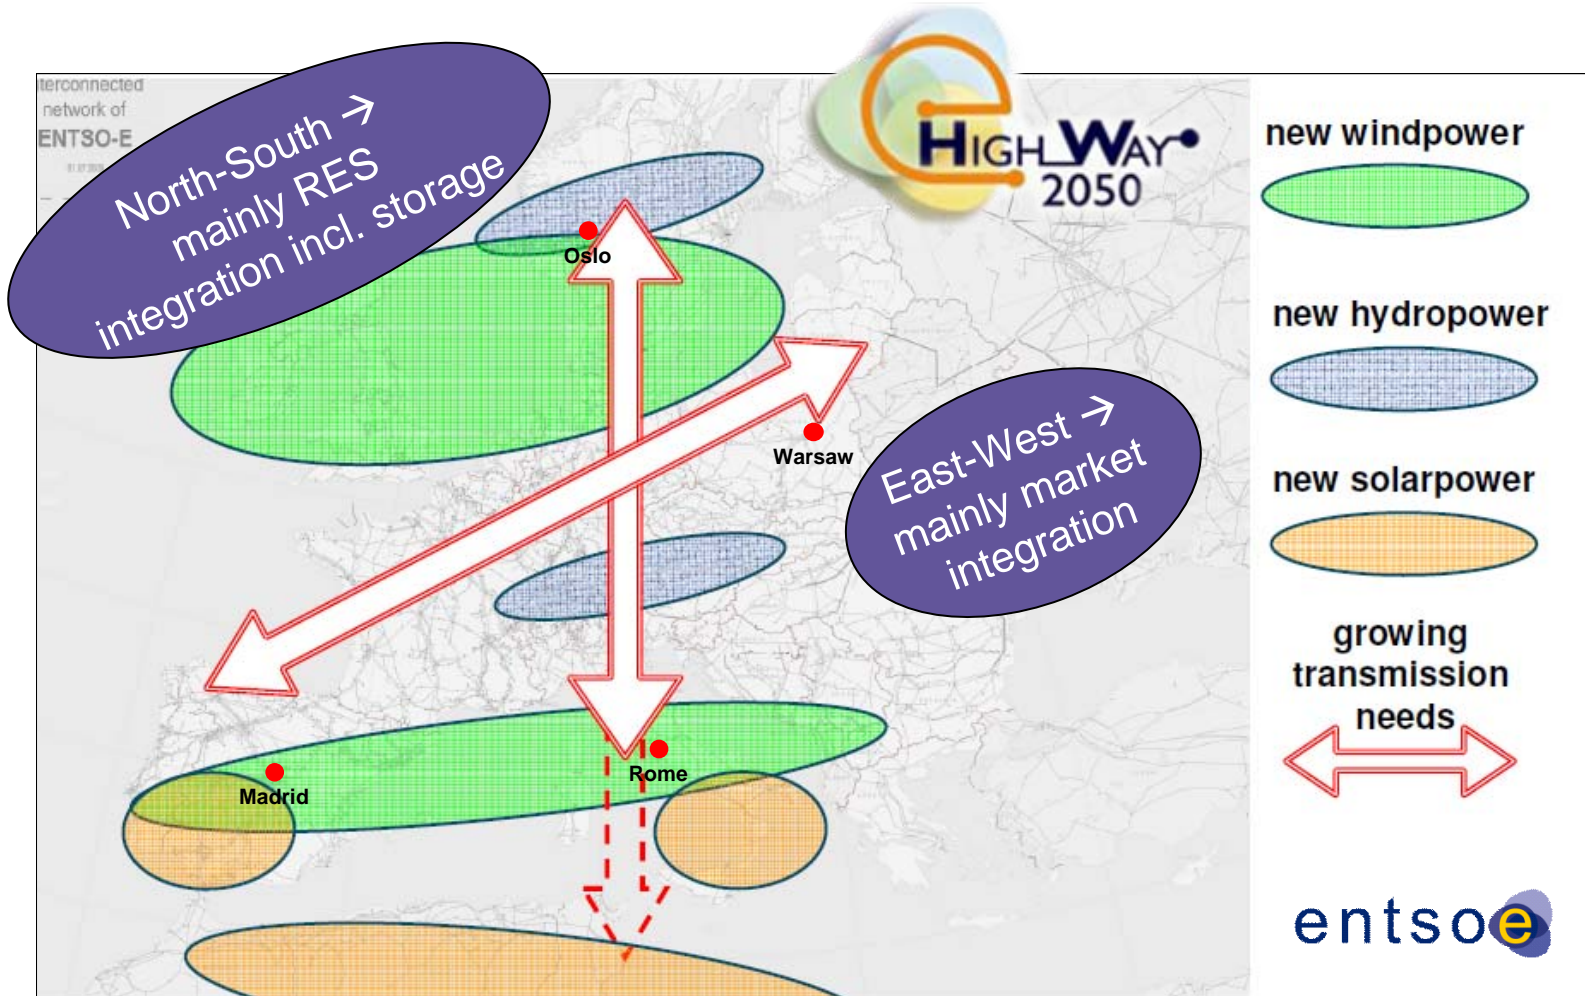 terconnected
network of
ENTSO-E
North-South →
mainly RES
integration incl. storage
e
HIGHWAY
2050
Oslo
Warsaw
East-West →
mainly market
integration
Rome
Madrid
new windpower
new hydropower
new solarpower
growing
transmission
needs
entsoe